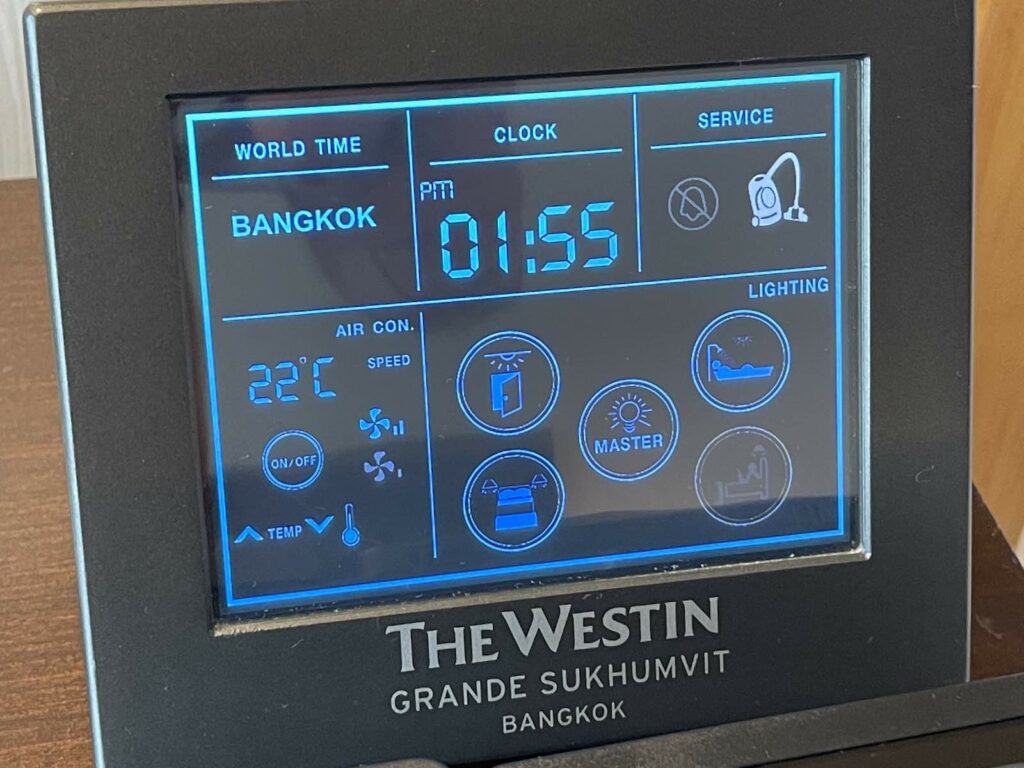 WORLD TIME
BANGKOK
CLOCK
PM
01:55
SERVICE
LIGHTING
AIR CON.
22°C
SPEED
ON/OFF
TEMP
MASTER
THE WESTIN
GRANDE SUKHUMVIT
BANGKOK